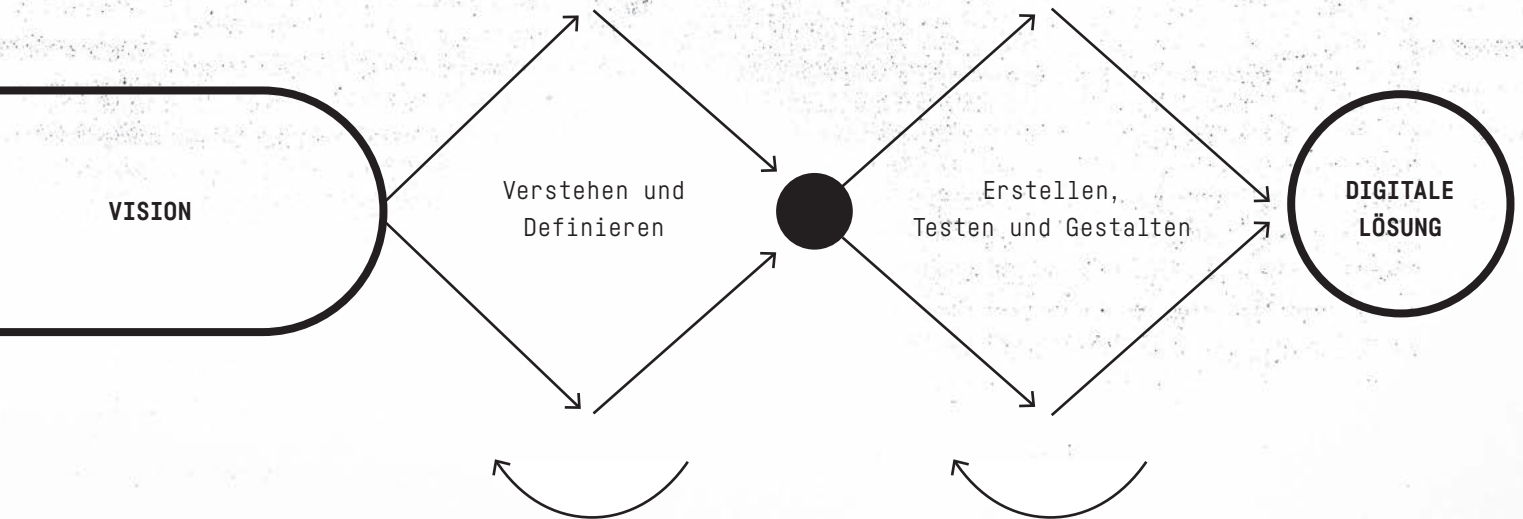 VISION
Verstehen und
Definieren
Erstellen,
Testen und Gestalten
DIGITALE
LÖSUNG